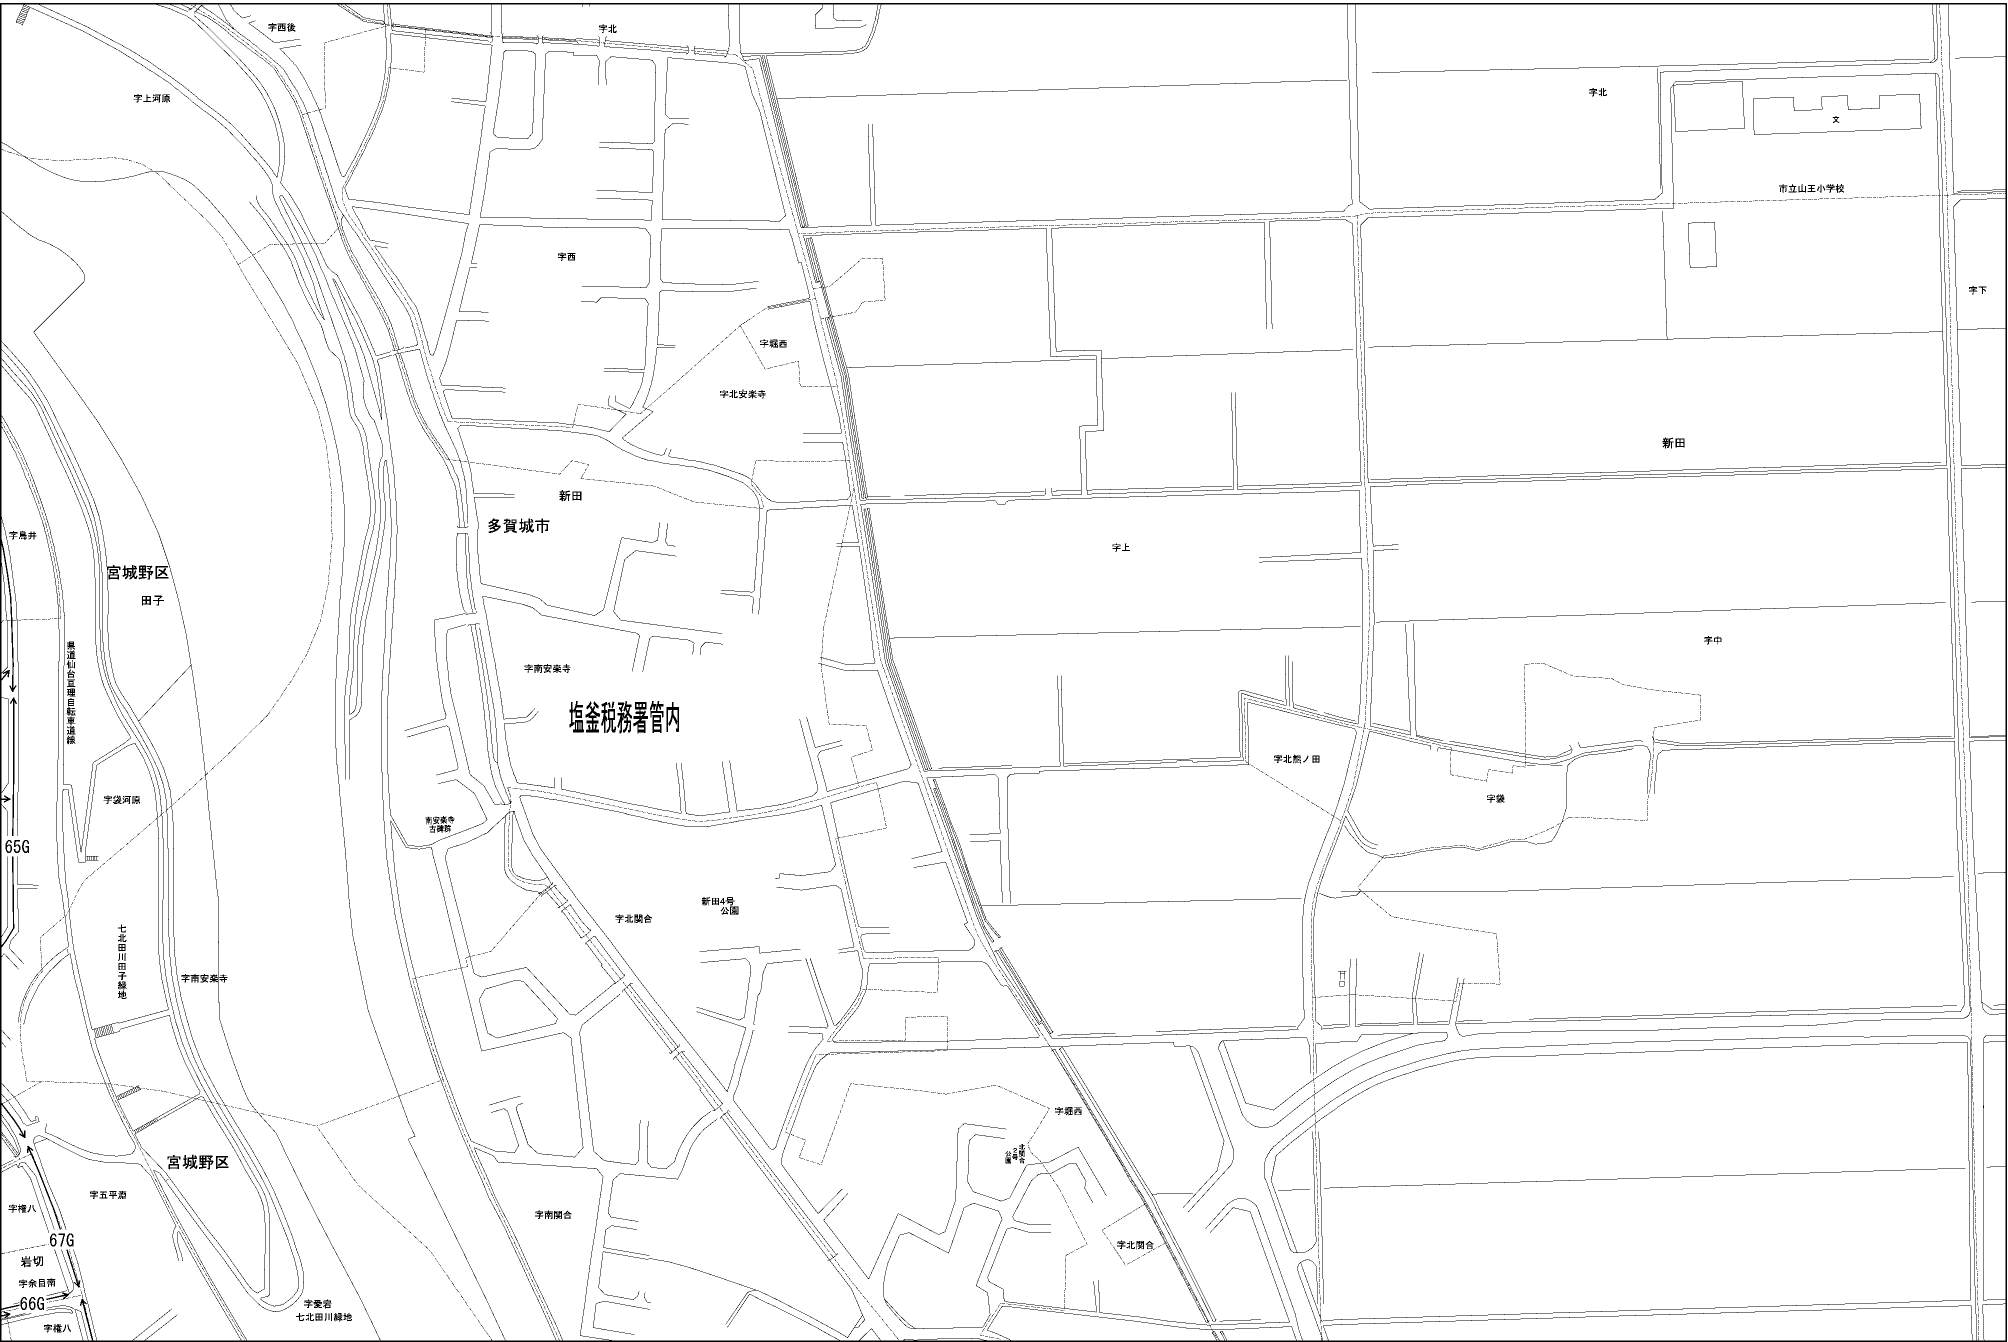 字西後
字北
字上河原
字北
文
市立山王小学校
字西
字下
字堀西
字北安楽寺
新田
新田
多賀城市
字鳥井
字上
宮城野区
田子
字中
県道仙台亘理自転車道線
字南安楽寺
塩釜税務署管内
字北熊ノ田
字袋河原
字袋
南安楽寺
古碑群
65G
新田4号
公園
字北関合
七北田川田子緑地
字南安楽寺
字堀西
北関合
2号
公園
宮城野区
字五平淵
字権八
字南関合
67G
字北関合
岩切
字余目南
66G
字愛宕
七北田川緑地
字権八